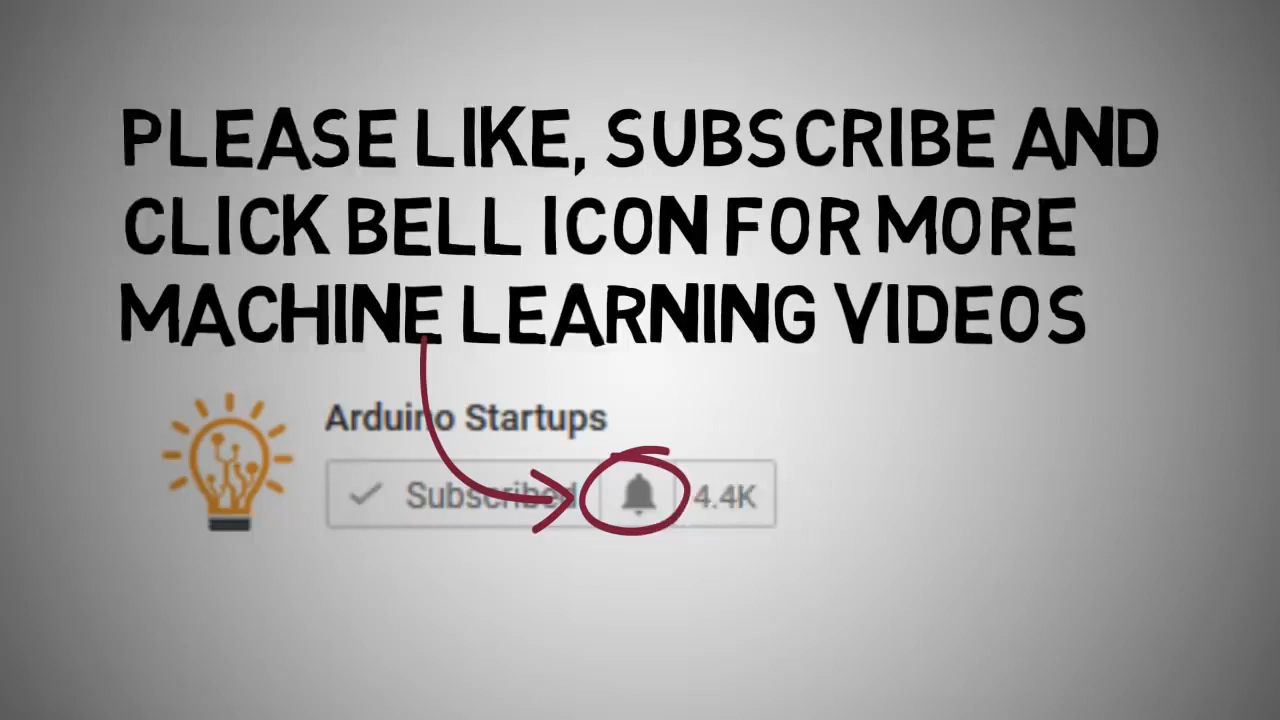 PLEASE LIKE, SUBSCRIBE AND
CLICK BELL ICON FOR MORE
MACHINE LEARNING VIDEOS
Arduino Startups
Subscribed 4.4K